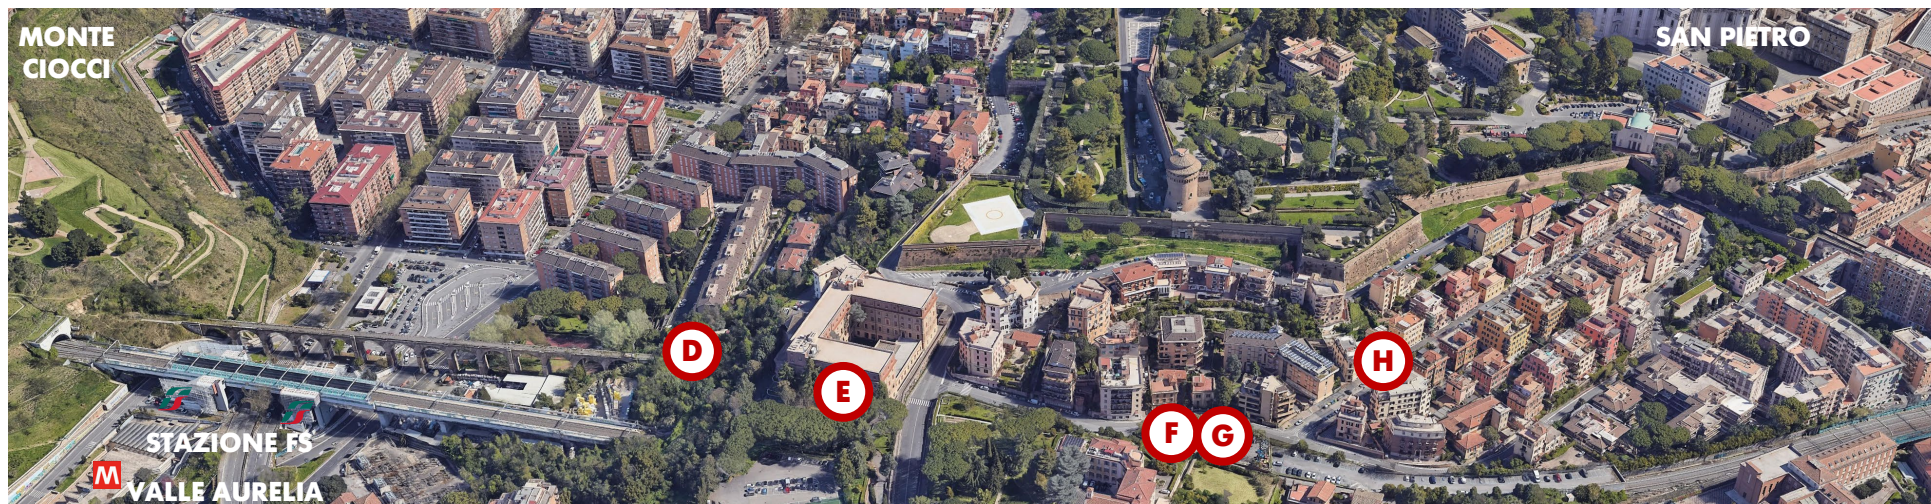 MONTE
CIOCCI
SAN PIETRO
D
E
F
G
H
STAZIONE FS
M
VALLE AURELIA